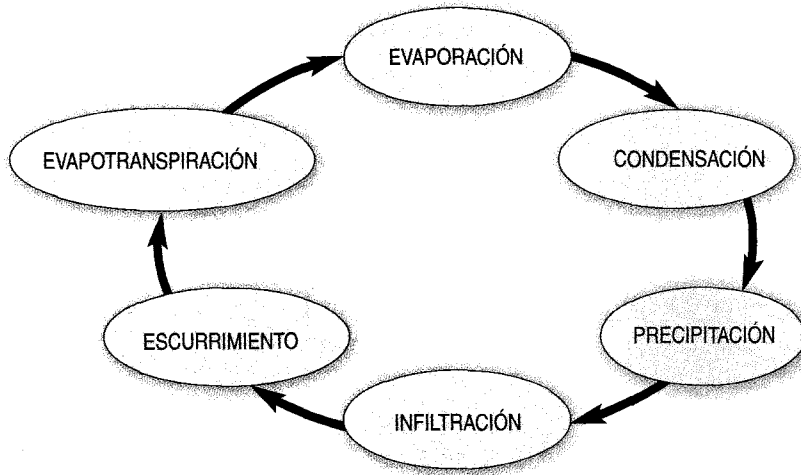 EVAPORACIÓN
CONDENSACIÓN
PRECIPITACIÓN
INFILTRACIÓN
ESCURRIMIENTO
EVAPOTRANSPIRACIÓN